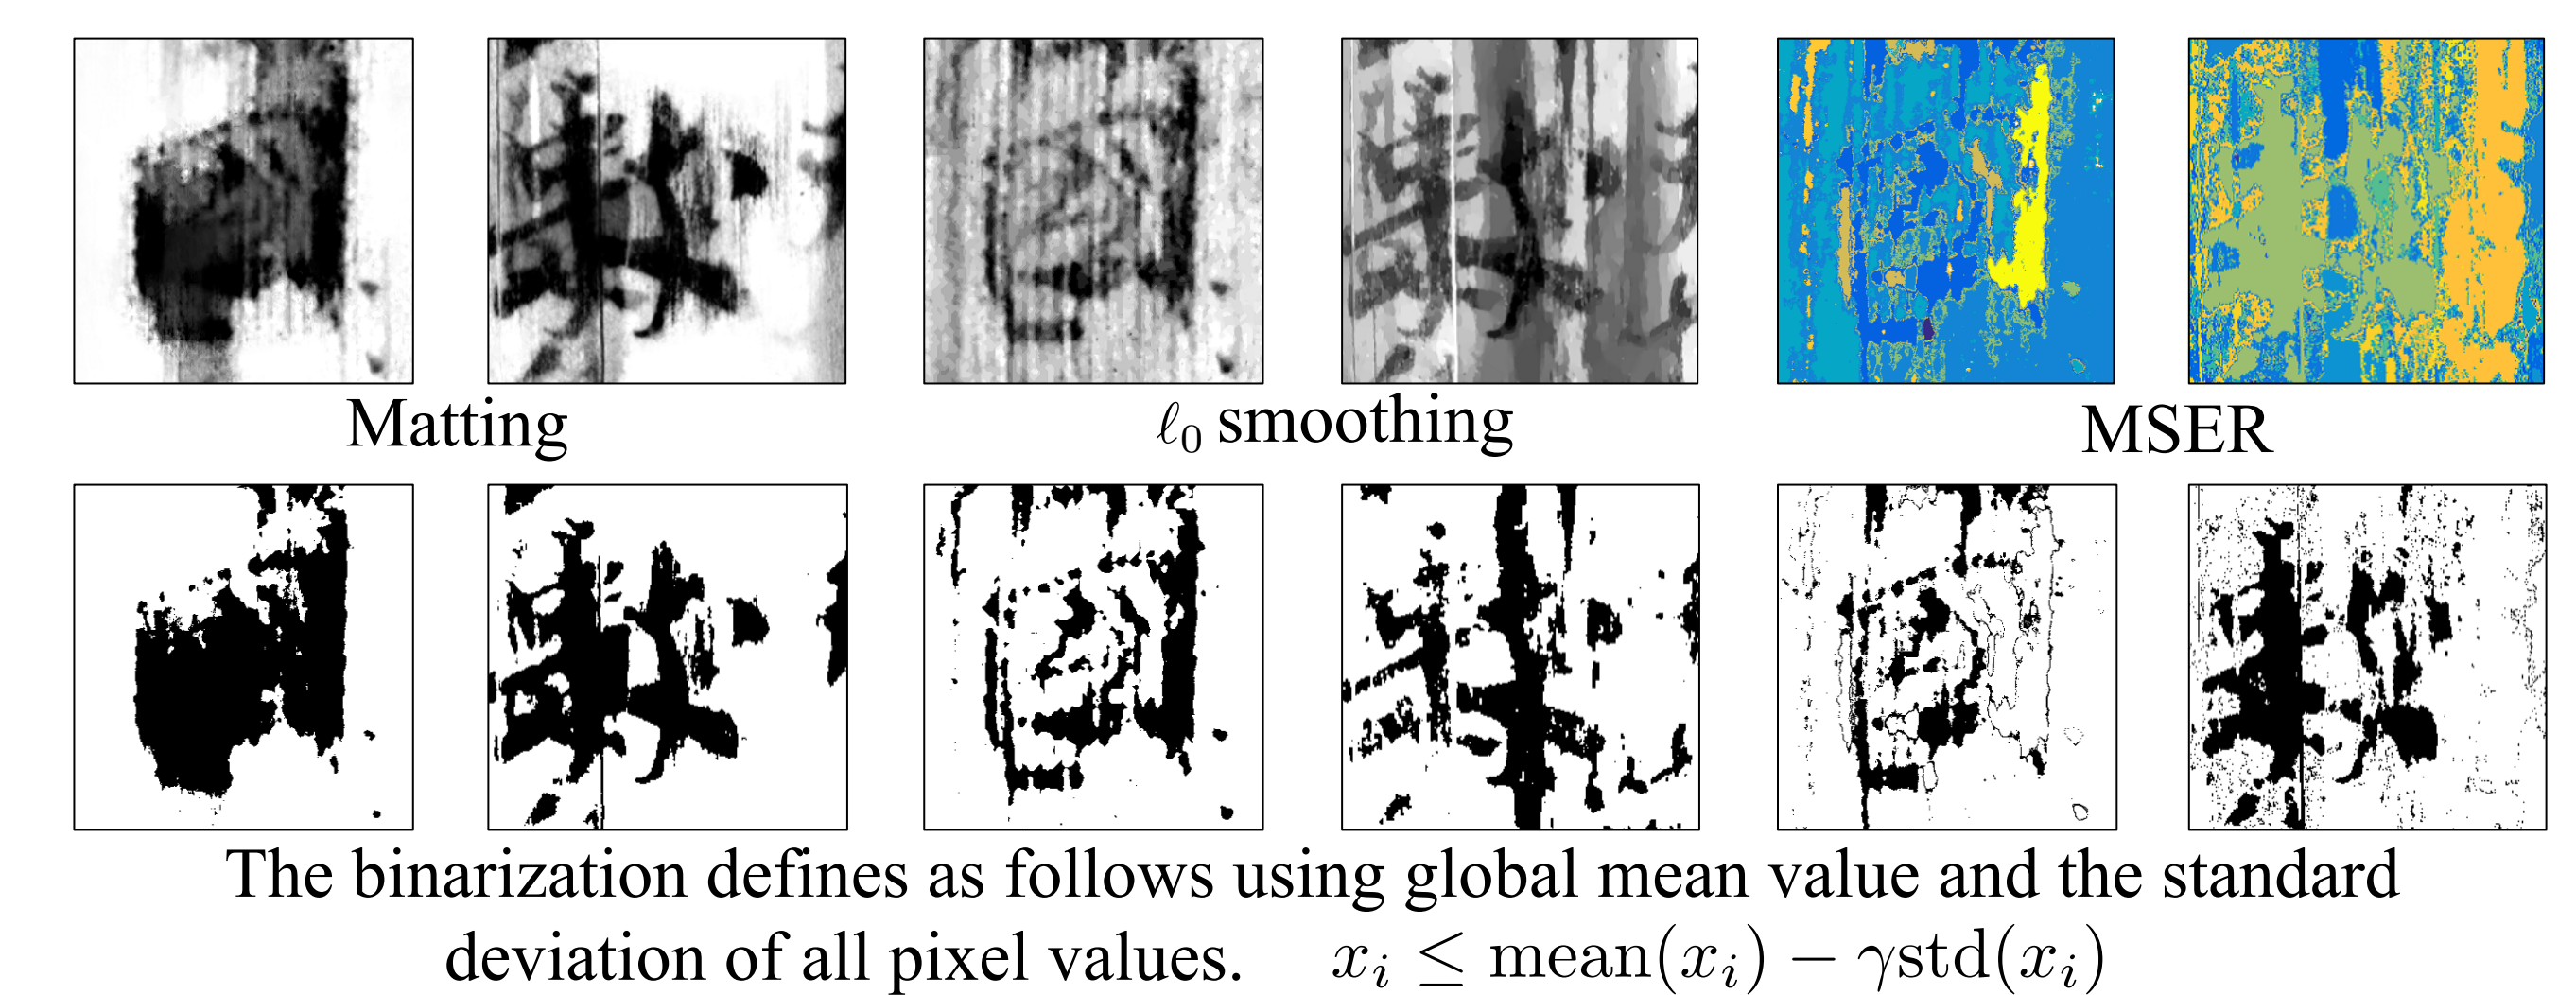 Matting
ℓ₀ smoothing
MSER
The binarization defines as follows using global mean value and the standard
deviation of all pixel values. xᵢ ≤ mean(xᵢ) − γstd(xᵢ)